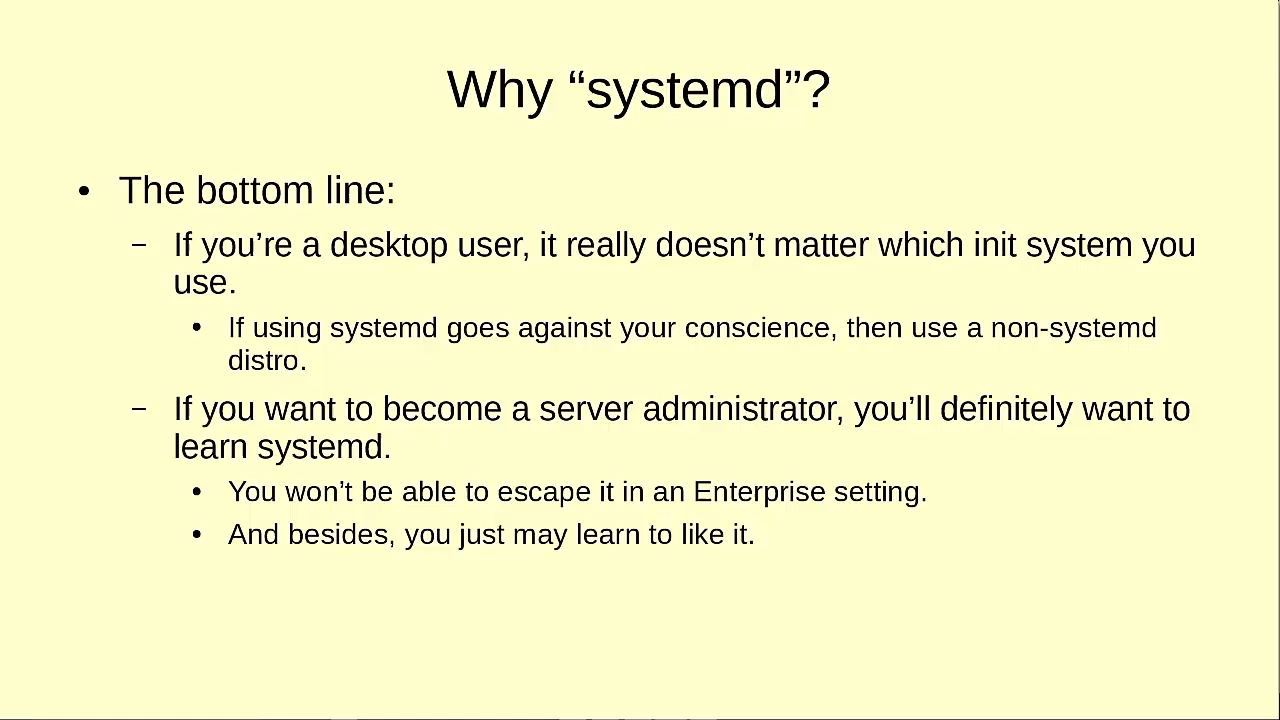 Why “systemd”?
• The bottom line:
– If you’re a desktop user, it really doesn’t matter which init system you
use.
• If using systemd goes against your conscience, then use a non-systemd
distro.
– If you want to become a server administrator, you’ll definitely want to
learn systemd.
• You won’t be able to escape it in an Enterprise setting.
• And besides, you just may learn to like it.